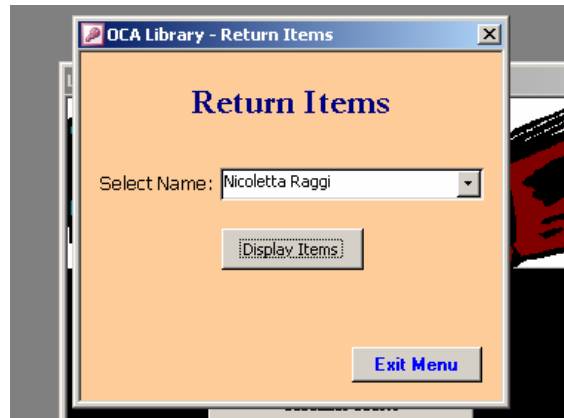 OCA Library - Return Items
Return Items
Select Name: Nicoletta Raggi
Display Items
Exit Menu